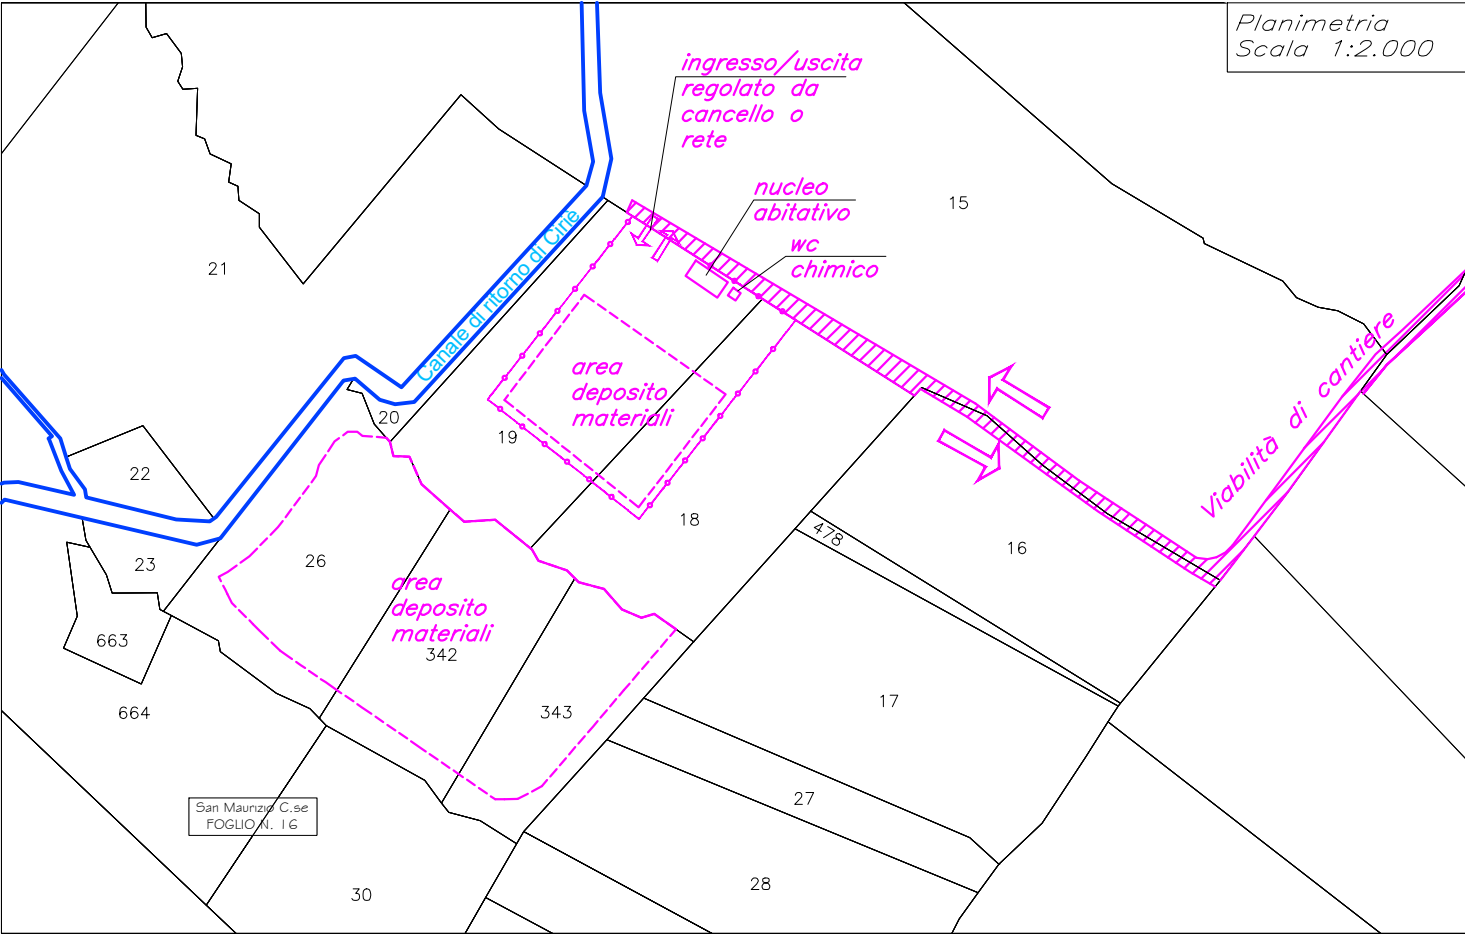 Planimetria
Scala 1:2.000
ingresso/uscita
regolato da
cancello o
rete
nucleo
abitativo
wc
chimico
15
21
Canale di ritorno di Ciriè
area
deposito
materiali
Viabilità di cantiere
20
19
22
18
478
16
23
26
area
deposito
materiali
342
663
664
343
17
27
San Maurizio C.se
FOGLIO N. 16
28
30